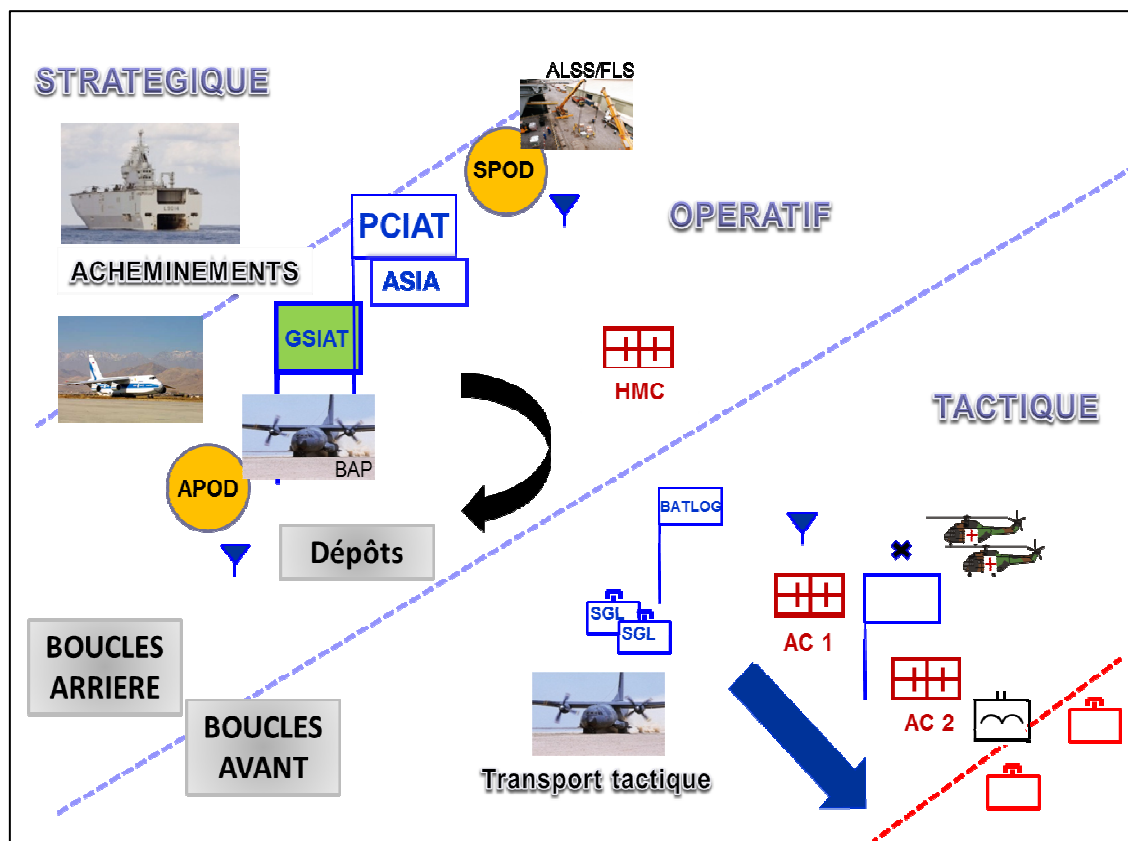 STRATEGIQUE
ALSS/FLS
SPOD
OPERATIF
PCIAT
ACHEMINEMENTS
ASIA
GSIAT
HMC
TACTIQUE
BAP
APOD
BATLOG
Dépôts
SGL
SGL
BOUCLES
ARRIERE
AC 1
BOUCLES
AVANT
AC 2
Transport tactique